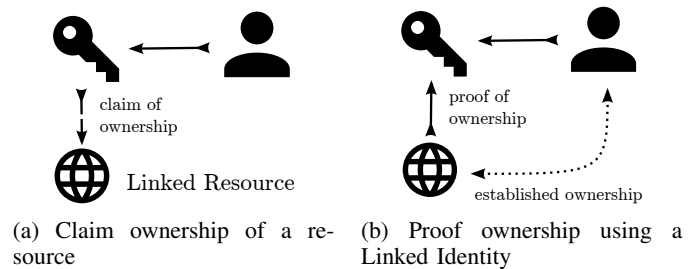 claim of
ownership
Linked Resource
(a) Claim ownership of a re-
source
proof of
ownership
established ownership
(b) Proof ownership using a
Linked Identity